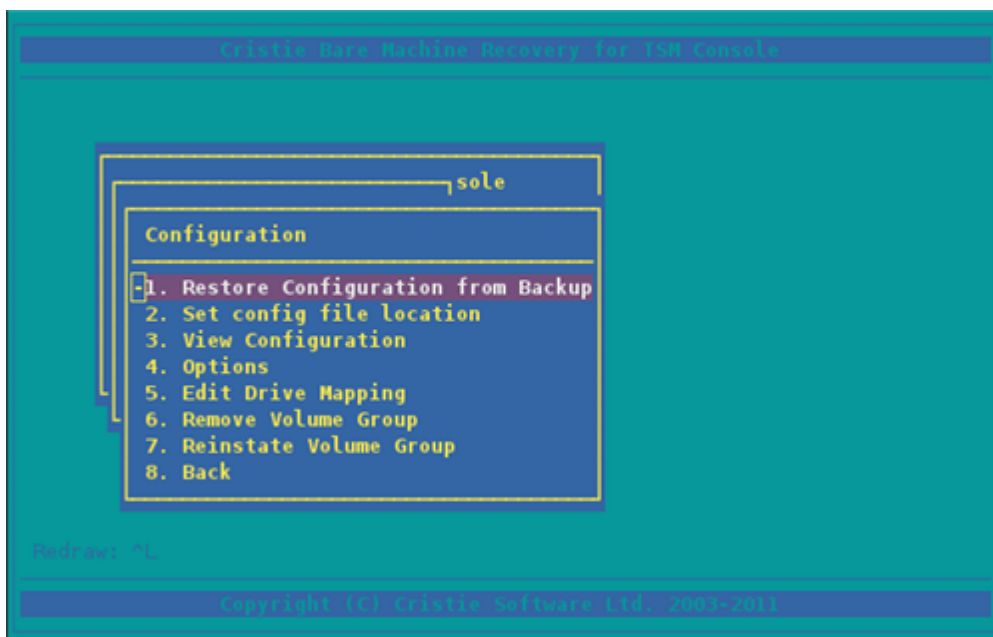 Cristie Bare Machine Recovery for TSM Console
sole
Configuration
1. Restore Configuration from Backup
2. Set config file location
3. View Configuration
4. Options
5. Edit Drive Mapping
6. Remove Volume Group
7. Reinstate Volume Group
8. Back
Redraw: ^L
Copyright (C) Cristie Software Ltd. 2003-2011